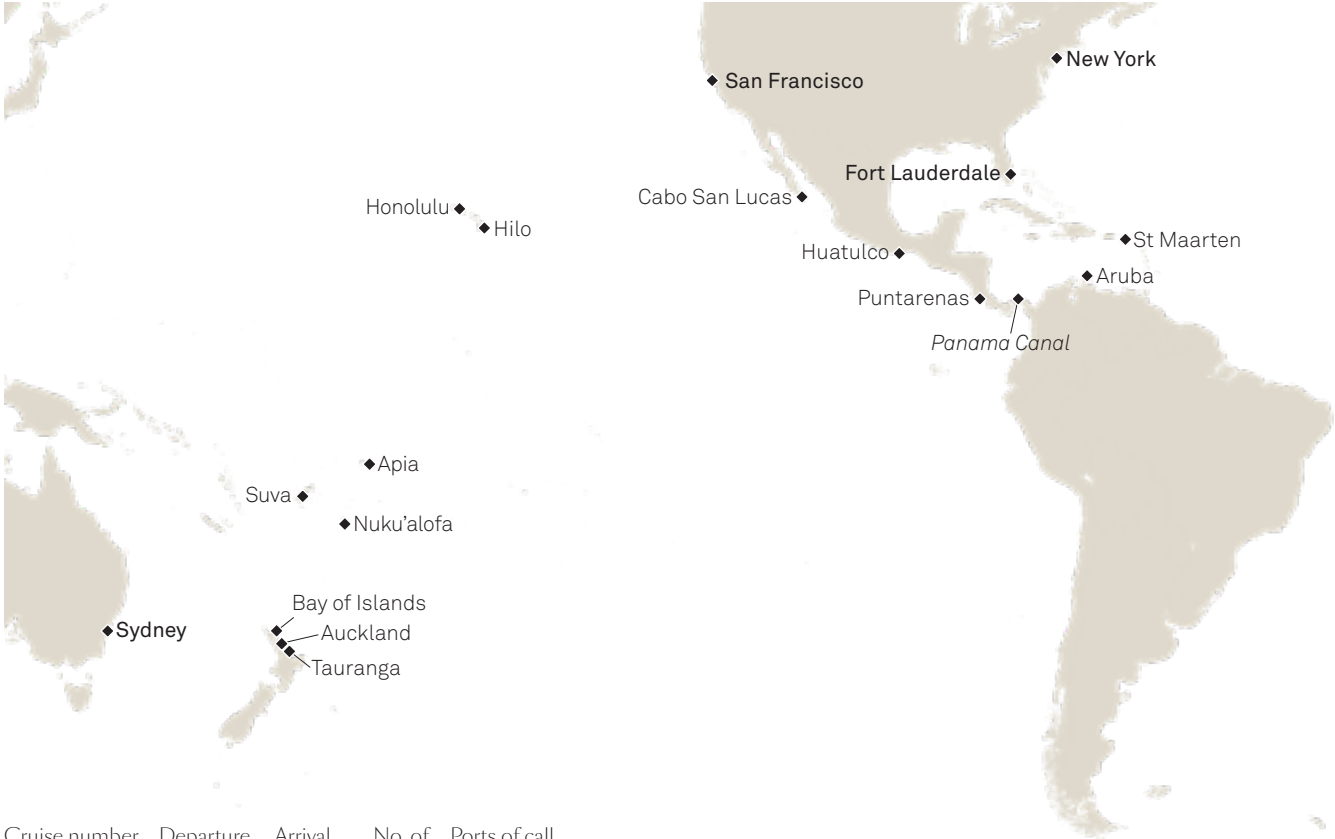 New York
San Francisco
Fort Lauderdale
Cabo San Lucas
Honolulu
Hilo
St Maarten
Huatulco
Aruba
Puntarenas
Panama Canal
Apia
Suva
Nuku’alofa
Bay of Islands
Sydney
Auckland
Tauranga
Cruise number Departure Arrival No. of Ports of call